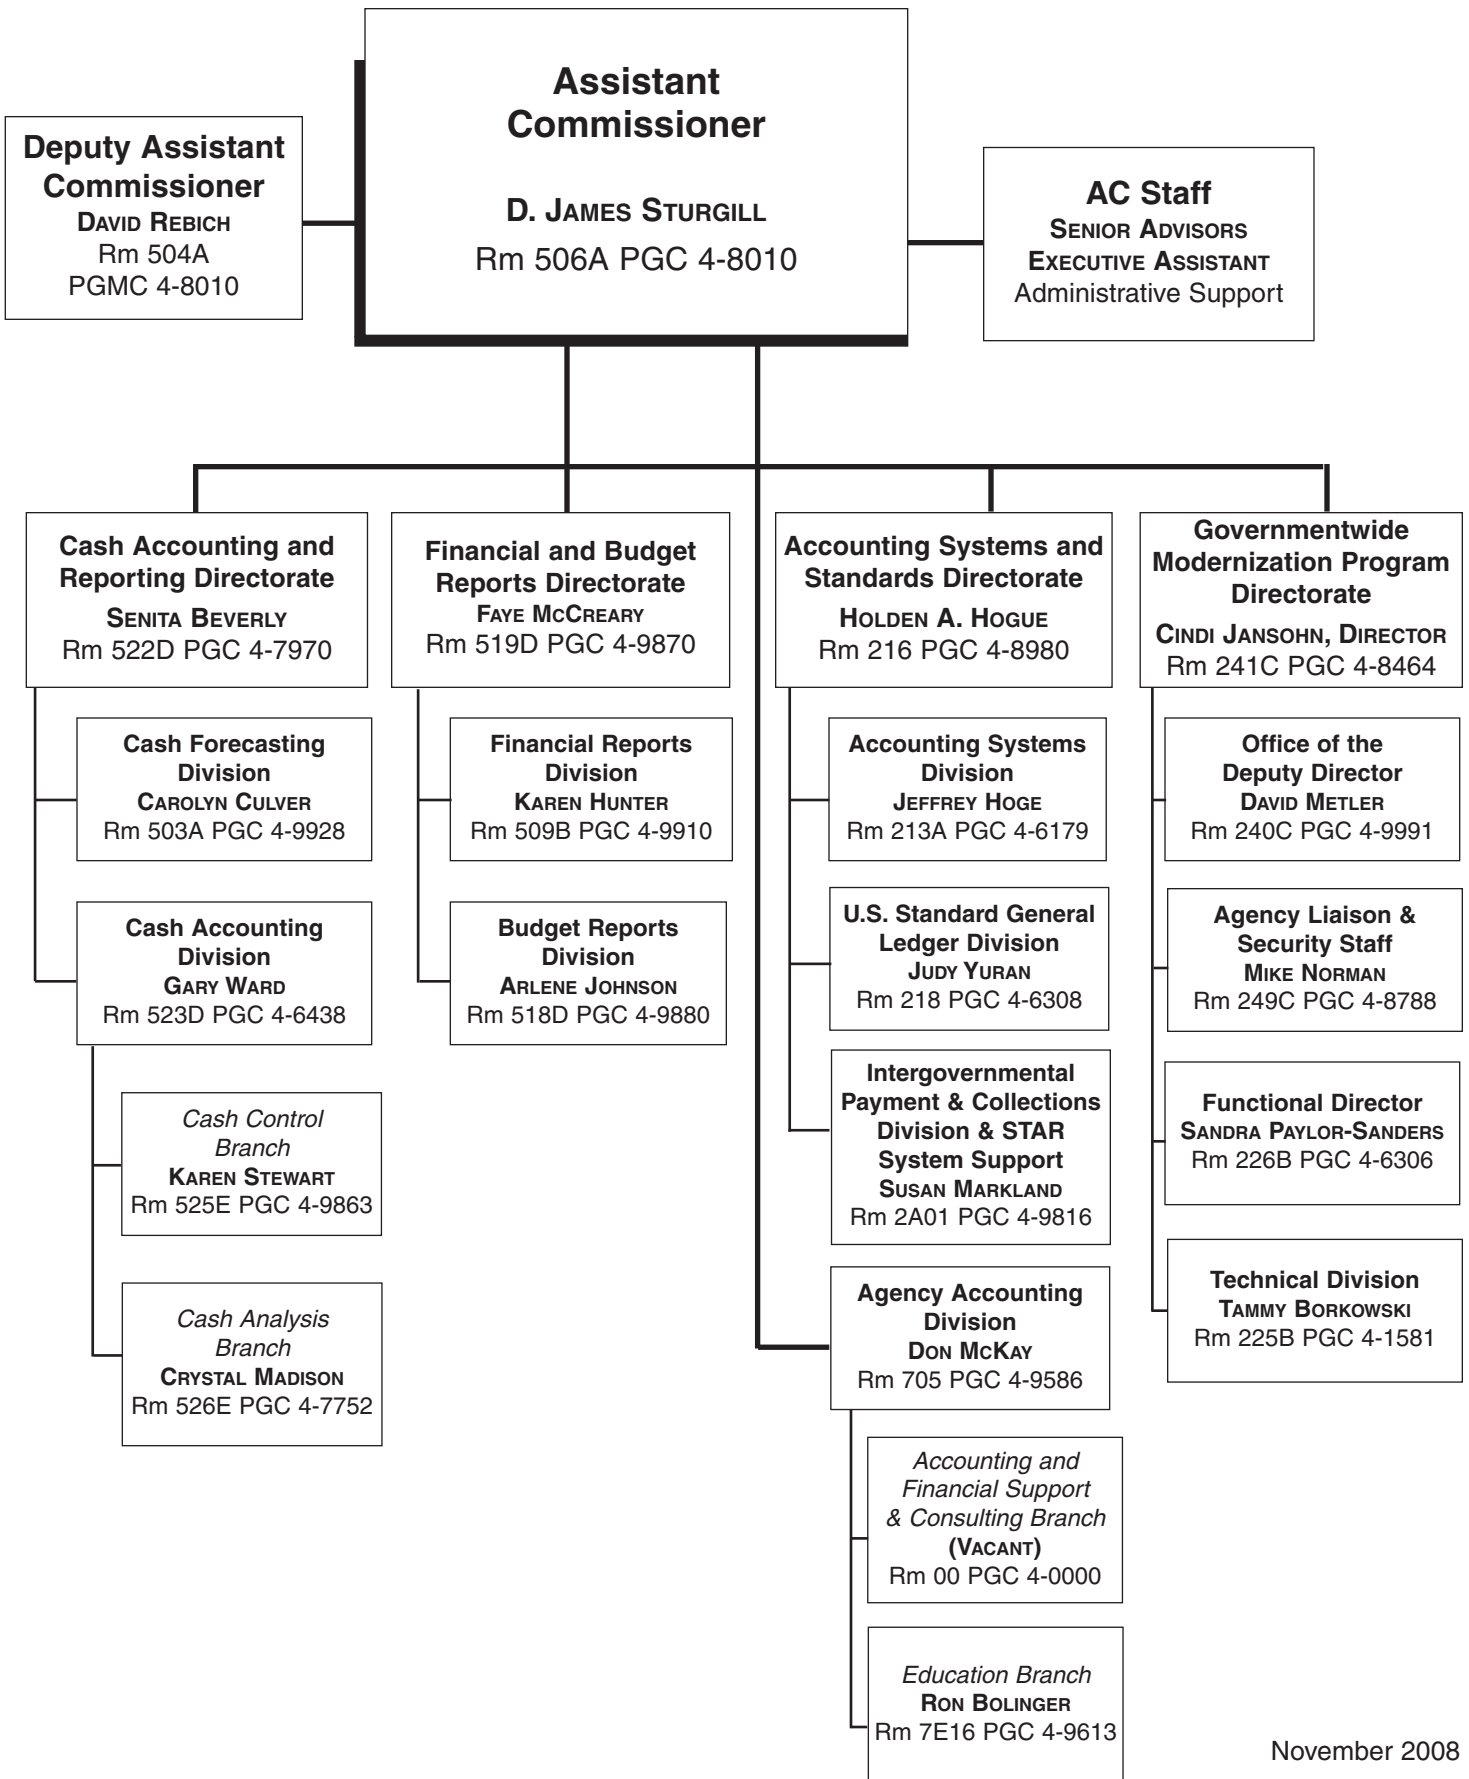 Assistant
Commissioner
D. James Sturgill
Rm 506A PGC 4-8010
Deputy Assistant
Commissioner
David Rebich
Rm 504A
PGMC 4-8010
AC Staff
Senior Advisors
Executive Assistant
Administrative Support
Cash Accounting and
Reporting Directorate
Senita Beverly
Rm 522D PGC 4-7970
Cash Forecasting
Division
Carolyn Culver
Rm 503A PGC 4-9928
Cash Accounting
Division
Gary Ward
Rm 523D PGC 4-6438
Cash Control
Branch
Karen Stewart
Rm 525E PGC 4-9863
Cash Analysis
Branch
Crystal Madison
Rm 526E PGC 4-7752
Financial and Budget
Reports Directorate
Faye McCreary
Rm 519D PGC 4-9870
Financial Reports
Division
Karen Hunter
Rm 509B PGC 4-9910
Budget Reports
Division
Arlene Johnson
Rm 518D PGC 4-9880
Accounting Systems and
Standards Directorate
Holden A. Hogue
Rm 216 PGC 4-8980
Accounting Systems
Division
Jeffrey Hoge
Rm 213A PGC 4-6179
U.S. Standard General
Ledger Division
Judy Yuran
Rm 218 PGC 4-6308
Intergovernmental
Payment & Collections
Division & STAR
System Support
Susan Markland
Rm 2A01 PGC 4-9816
Agency Accounting
Division
Don McKay
Rm 705 PGC 4-9586
Accounting and
Financial Support
& Consulting Branch
(Vacant)
Rm 00 PGC 4-0000
Education Branch
Ron Bolinger
Rm 7E16 PGC 4-9613
Governmentwide
Modernization Program
Directorate
Cindi Jansohn, Director
Rm 241C PGC 4-8464
Office of the
Deputy Director
David Metler
Rm 240C PGC 4-9991
Agency Liaison &
Security Staff
Mike Norman
Rm 249C PGC 4-8788
Functional Director
Sandra Paylor-Sanders
Rm 226B PGC 4-6306
Technical Division
Tammy Borkowski
Rm 225B PGC 4-1581
November 2008